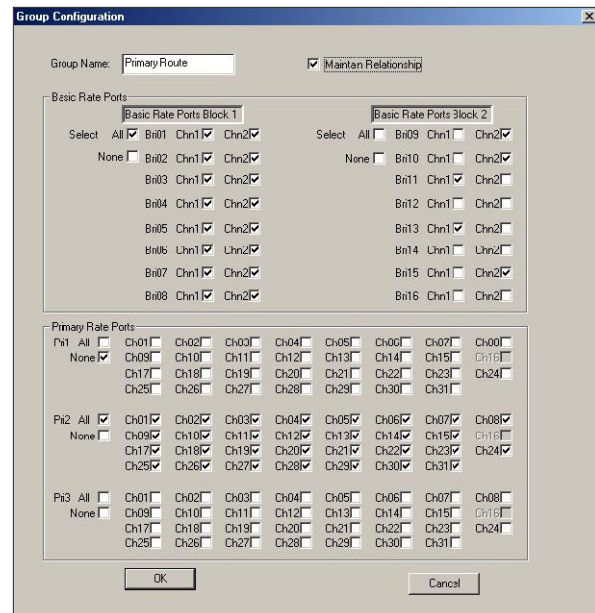 Group Configuration
Group Name: Primary Route Maintan Relationship
Basic Rate Ports
Basic Rate Ports Block 1 Basic Rate Ports Block 2
Select All Bri01 Chn1 Chn2 Select All Bri09 Chn1 Chn2
None Bri02 Chn1 Chn2 None Bri10 Chn1 Chn2
Bri03 Chn1 Chn2 Bri11 Chn1 Chn2
Bri04 Chn1 Chn2 Bri12 Chn1 Chn2
Bri05 Chn1 Chn2 Bri13 Chn1 Chn2
Bri06 Chn1 Chn2 Bri14 Chn1 Chn2
Bri07 Chn1 Chn2 Bri15 Chn1 Chn2
Bri08 Chn1 Chn2 Bri16 Chn1 Chn2
Primary Rate Ports
Pri1 All Ch01 Ch02 Ch03 Ch04 Ch05 Ch06 Ch07 Ch08
None Ch09 Ch10 Ch11 Ch12 Ch13 Ch14 Ch15 Ch16
Ch17 Ch18 Ch19 Ch20 Ch21 Ch22 Ch23 Ch24
Ch25 Ch26 Ch27 Ch28 Ch29 Ch30 Ch31
Pri2 All Ch01 Ch02 Ch03 Ch04 Ch05 Ch06 Ch07 Ch08
None Ch09 Ch10 Ch11 Ch12 Ch13 Ch14 Ch15 Ch16
Ch17 Ch18 Ch19 Ch20 Ch21 Ch22 Ch23 Ch24
Ch25 Ch26 Ch27 Ch28 Ch29 Ch30 Ch31
Pri3 All Ch01 Ch02 Ch03 Ch04 Ch05 Ch06 Ch07 Ch08
None Ch09 Ch10 Ch11 Ch12 Ch13 Ch14 Ch15 Ch16
Ch17 Ch18 Ch19 Ch20 Ch21 Ch22 Ch23 Ch24
Ch25 Ch26 Ch27 Ch28 Ch29 Ch30 Ch31
OK Cancel